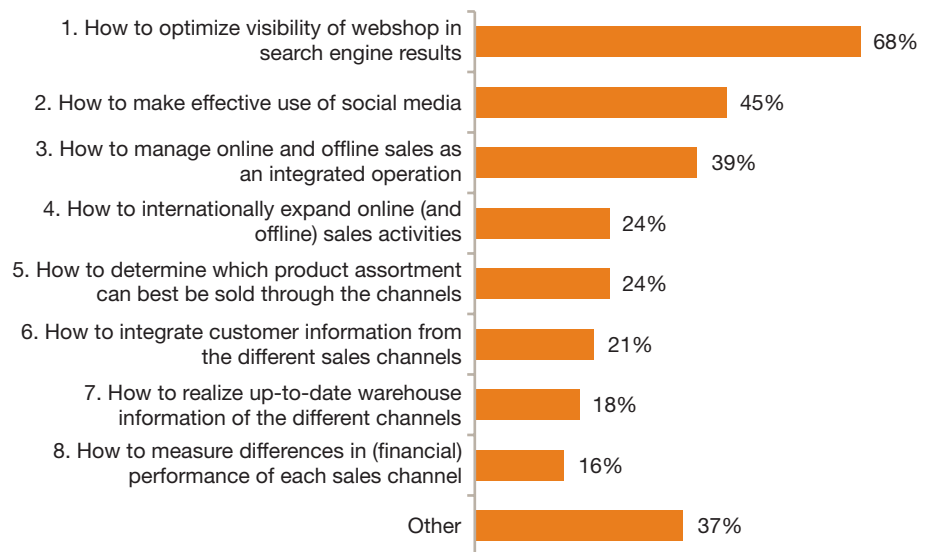 1. How to optimize visibility of webshop in
search engine results
68%
2. How to make effective use of social media
45%
3. How to manage online and offline sales as
an integrated operation
39%
4. How to internationally expand online (and
offline) sales activities
24%
5. How to determine which product assortment
can best be sold through the channels
24%
6. How to integrate customer information from
the different sales channels
21%
7. How to realize up-to-date warehouse
information of the different channels
18%
8. How to measure differences in (financial)
performance of each sales channel
16%
Other
37%